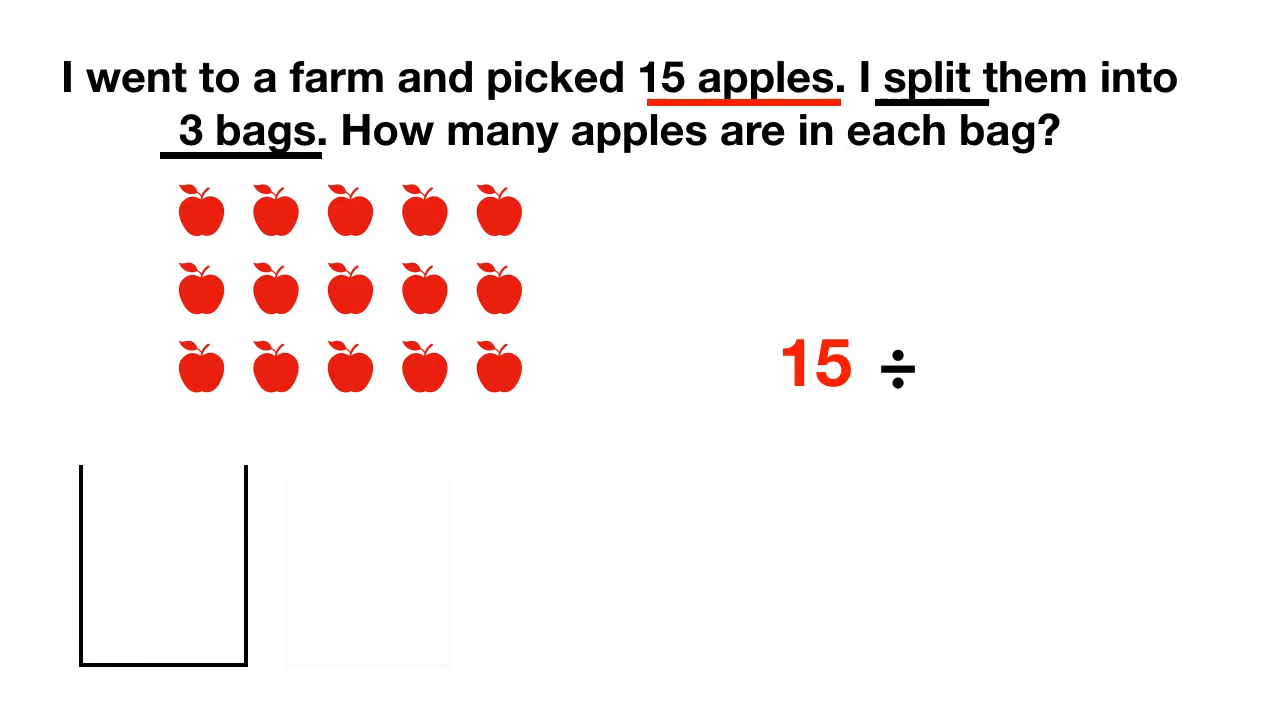 I went to a farm and picked 15 apples. I split them into
3 bags. How many apples are in each bag?
15 ÷